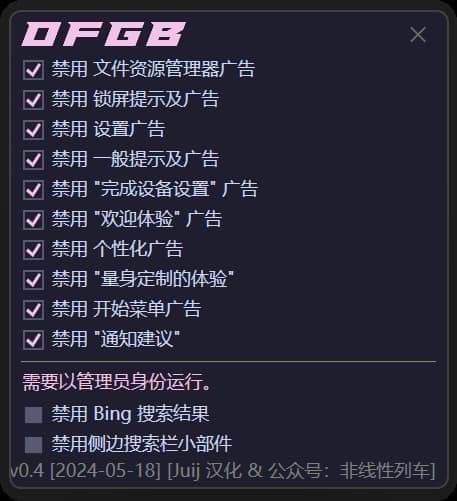 OFGB
禁用 文件资源管理器广告
禁用 锁屏提示及广告
禁用 设置广告
禁用 一般提示及广告
禁用 "完成设备设置" 广告
禁用 "欢迎体验" 广告
禁用 个性化广告
禁用 "量身定制的体验"
禁用 开始菜单广告
禁用 "通知建议"
需要以管理员身份运行。
禁用 Bing 搜索结果
禁用侧边搜索栏小部件
v0.4 [2024-05-18] [Juij 汉化 & 公众号：非线性列车]